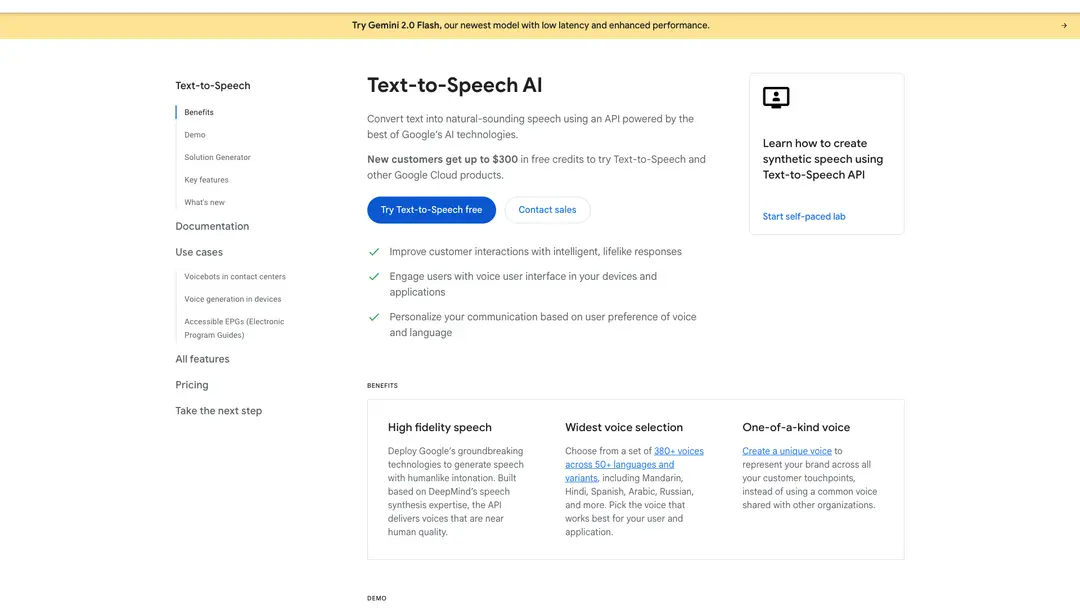 Try Gemini 2.0 Flash, our newest model with low latency and enhanced performance.
Text-to-Speech
Benefits
Demo
Solution Generator
Key features
What's new
Documentation
Use cases
Voicebots in contact centers
Voice generation in devices
Accessible EPGs (Electronic
Program Guides)
All features
Pricing
Take the next step
Text-to-Speech AI
Convert text into natural-sounding speech using an API powered by the
best of Google's AI technologies.
New customers get up to $300 in free credits to try Text-to-Speech and
other Google Cloud products.
Try Text-to-Speech free
Contact sales
Improve customer interactions with intelligent, lifelike responses
Engage users with voice user interface in your devices and
applications
Personalize your communication based on user preference of voice
and language
Learn how to create
synthetic speech using
Text-to-Speech API
Start self-paced lab
BENEFITS
High fidelity speech
Deploy Google's groundbreaking
technologies to generate speech
with humanlike intonation. Built
based on DeepMind's speech
synthesis expertise, the API
delivers voices that are near
human quality.
Widest voice selection
Choose from a set of 380+ voices
across 50+ languages and
variants, including Mandarin,
Hindi, Spanish, Arabic, Russian,
and more. Pick the voice that
works best for your user and
application.
One-of-a-kind voice
Create a unique voice to
represent your brand across all
your customer touchpoints,
instead of using a common voice
shared with other organizations.
DEMO